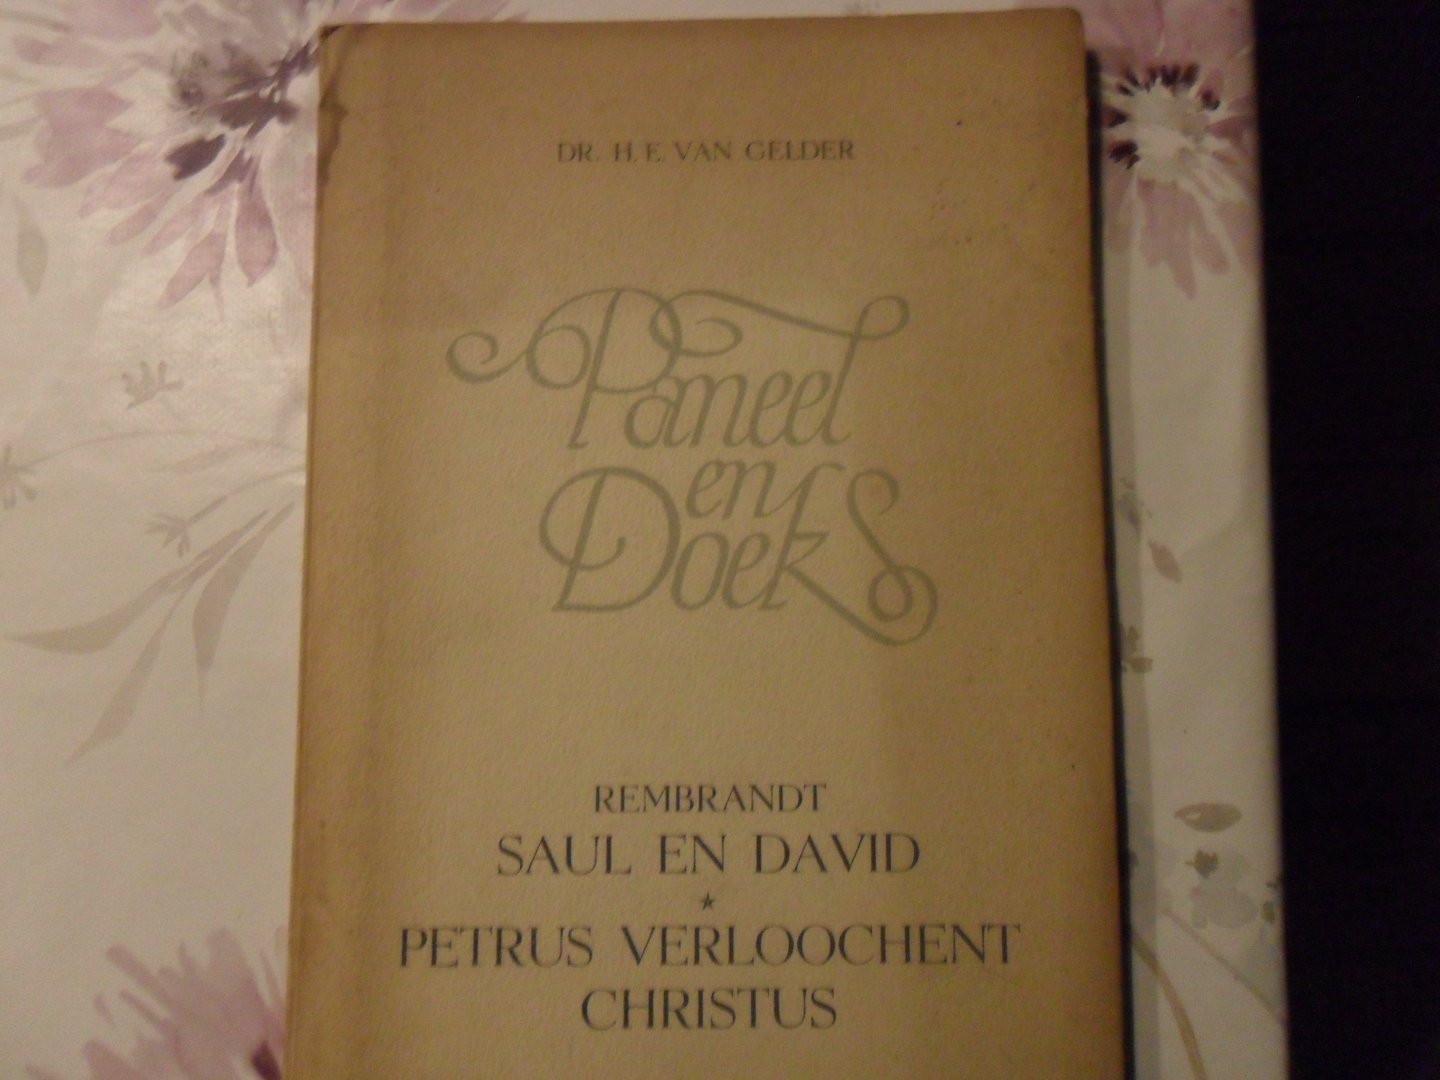 DR. H. E. VAN GELDER
Paneel
en
Doek
REMBRANDT
SAUL EN DAVID
★
PETRUS VERLOOCHENT
CHRISTUS